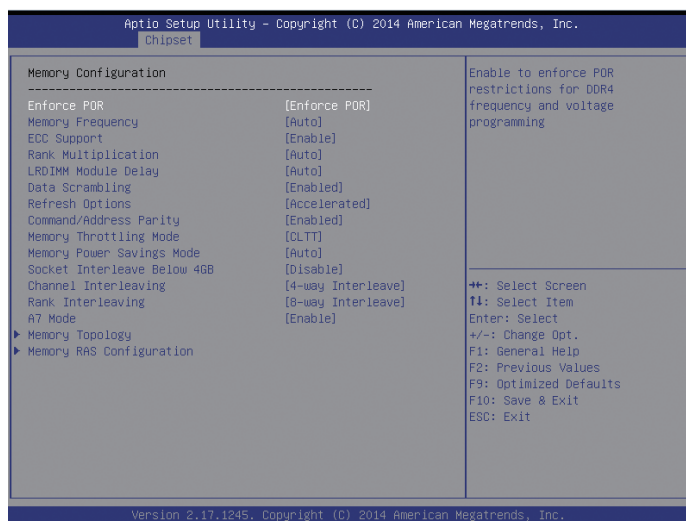 Aptio Setup Utility – Copyright (C) 2014 American Megatrends, Inc.
Chipset
Memory Configuration
Enforce POR [Enforce POR]
Memory Frequency [Auto]
ECC Support [Enable]
Rank Multiplication [Auto]
LRDIMM Module Delay [Auto]
Data Scrambling [Enabled]
Refresh Options [Accelerated]
Command/Address Parity [Enabled]
Memory Throttling Mode [CLTT]
Memory Power Savings Mode [Auto]
Socket Interleave Below 4GB [Disable]
Channel Interleaving [4-way Interleave]
Rank Interleaving [8-way Interleave]
A7 Mode [Enable]
Memory Topology
Memory RAS Configuration
Enable to enforce POR
restrictions for DDR4
frequency and voltage
programming
→←: Select Screen
↑↓: Select Item
Enter: Select
+/-: Change Opt.
F1: General Help
F2: Previous Values
F9: Optimized Defaults
F10: Save & Exit
ESC: Exit
Version 2.17.1245. Copyright (C) 2014 American Megatrends, Inc.